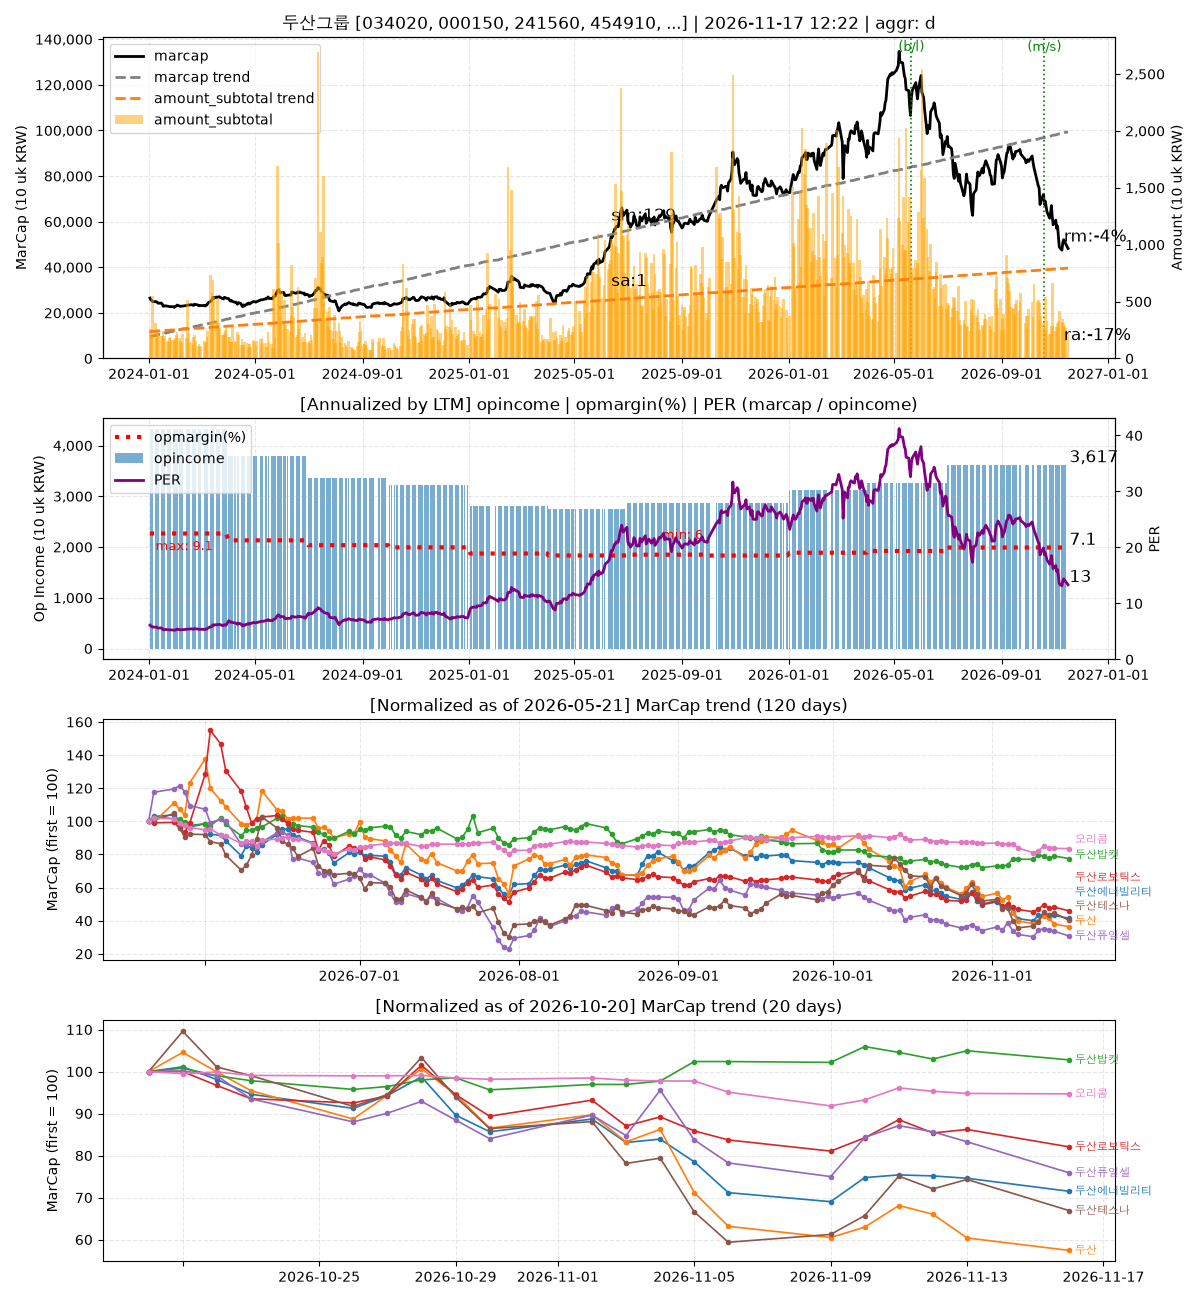 두산그룹 [034020, 000150, 241560, 454910, ...] | 2026-11-17 12:22 | aggr: d
MarCap (10 uk KRW)
Amount (10 uk KRW)
140,000
120,000
100,000
80,000
60,000
40,000
20,000
0
2,500
2,000
1,500
1,000
500
0
marcap
marcap trend
amount_subtotal trend
amount_subtotal
(b/l)
(m/s)
sa:1
rm:-4%
ra:-17%
2024-01-01 2024-05-01 2024-09-01 2025-01-01 2025-05-01 2025-09-01 2026-01-01 2026-05-01 2026-09-01 2027-01-01
[Annualized by LTM] opincome | opmargin(%) | PER (marcap / opincome)
Op Income (10 uk KRW)
PER
4,000
3,000
2,000
1,000
0
40
30
20
10
0
opmargin(%)
opincome
PER
max: 9.1
min: 6
3,617
7.1
13
2024-01-01 2024-05-01 2024-09-01 2025-01-01 2025-05-01 2025-09-01 2026-01-01 2026-05-01 2026-09-01 2027-01-01
[Normalized as of 2026-05-21] MarCap trend (120 days)
MarCap (first = 100)
160
140
120
100
80
60
40
20
오리콤
두산밥캣
두산로보틱스
두산에너빌리티
두산테스나
두산
두산퓨얼셀
2026-07-01 2026-08-01 2026-09-01 2026-10-01 2026-11-01
[Normalized as of 2026-10-20] MarCap trend (20 days)
MarCap (first = 100)
110
100
90
80
70
60
두산밥캣
오리콤
두산로보틱스
두산퓨얼셀
두산에너빌리티
두산테스나
두산
2026-10-25 2026-10-29 2026-11-01 2026-11-05 2026-11-09 2026-11-13 2026-11-17